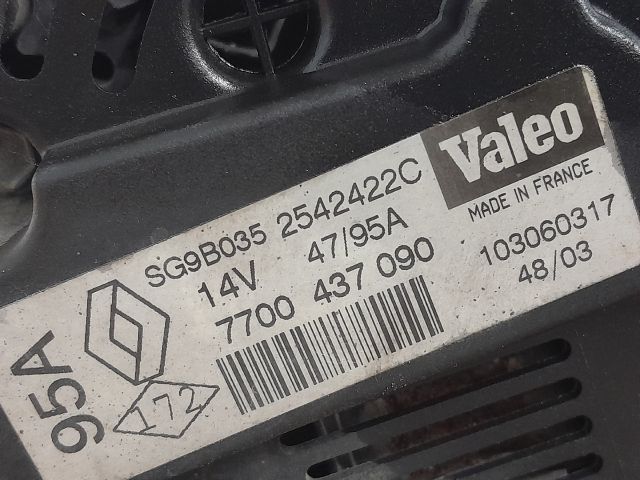 SG9B035 2542422C
14V 47/95A
7700 437 090
Valeo
MADE IN FRANCE
103060317
48/03
95A
172